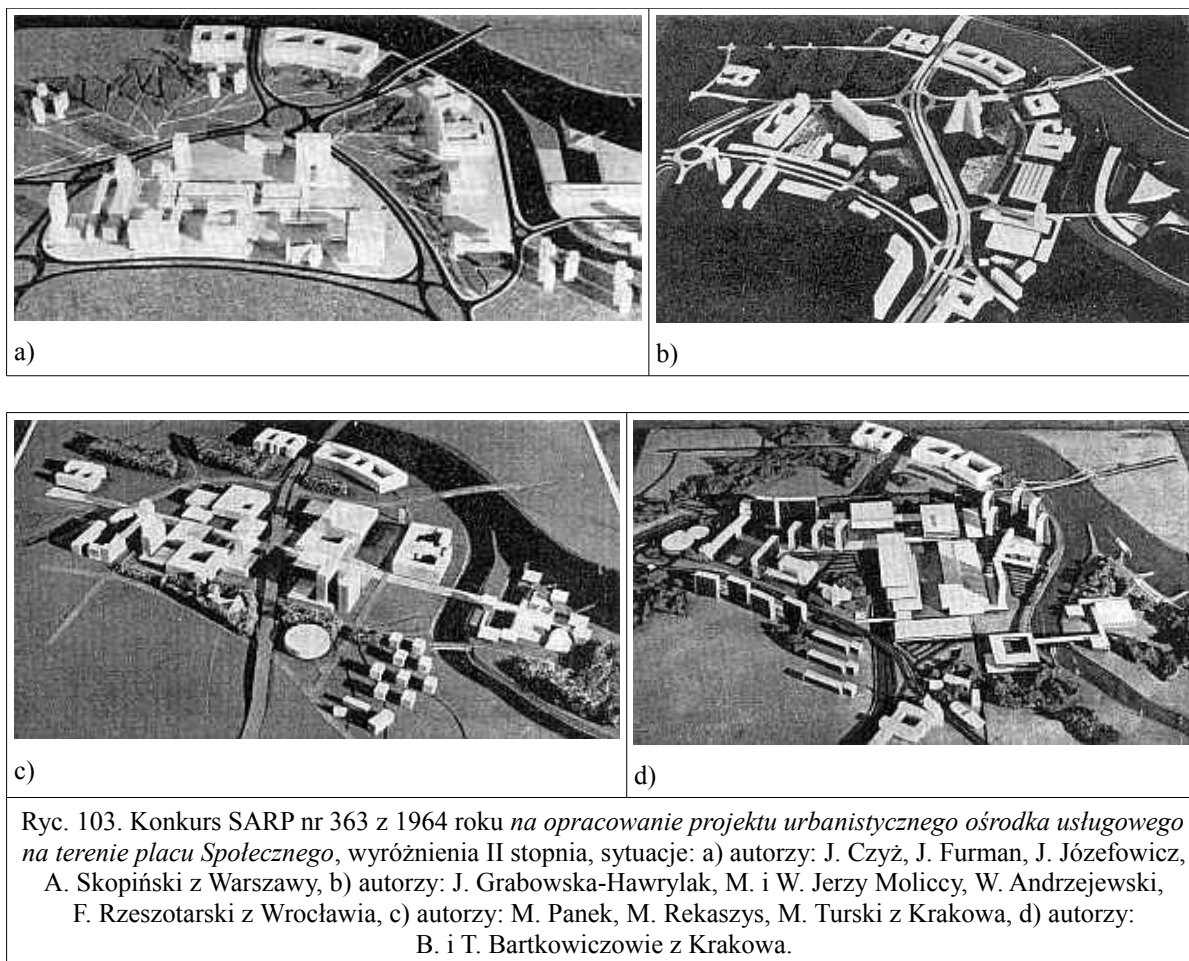 a)
b)
c)
d)
Ryc. 103. Konkurs SARP nr 363 z 1964 roku na opracowanie projektu urbanistycznego ośrodka usługowego
na terenie placu Społecznego, wyróżnienia II stopnia, sytuacje: a) autorzy: J. Czyż, J. Furman, J. Józefowicz,
A. Skopiński z Warszawy, b) autorzy: J. Grabowska-Hawrylak, M. i W. Jerzy Moliccy, W. Andrzejewski,
F. Rzeszotarski z Wrocławia, c) autorzy: M. Panek, M. Rekaszys, M. Turski z Krakowa, d) autorzy:
B. i T. Bartkowiczowie z Krakowa.